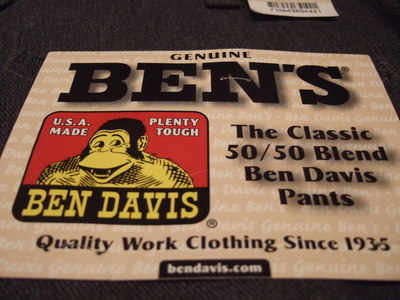 GENUINE
BEN'S®
U.S.A. PLENTY
MADE TOUGH
BEN DAVIS®
The Classic
50/50 Blend
Ben Davis
Pants
Quality Work Clothing Since 1935
bendavis.com